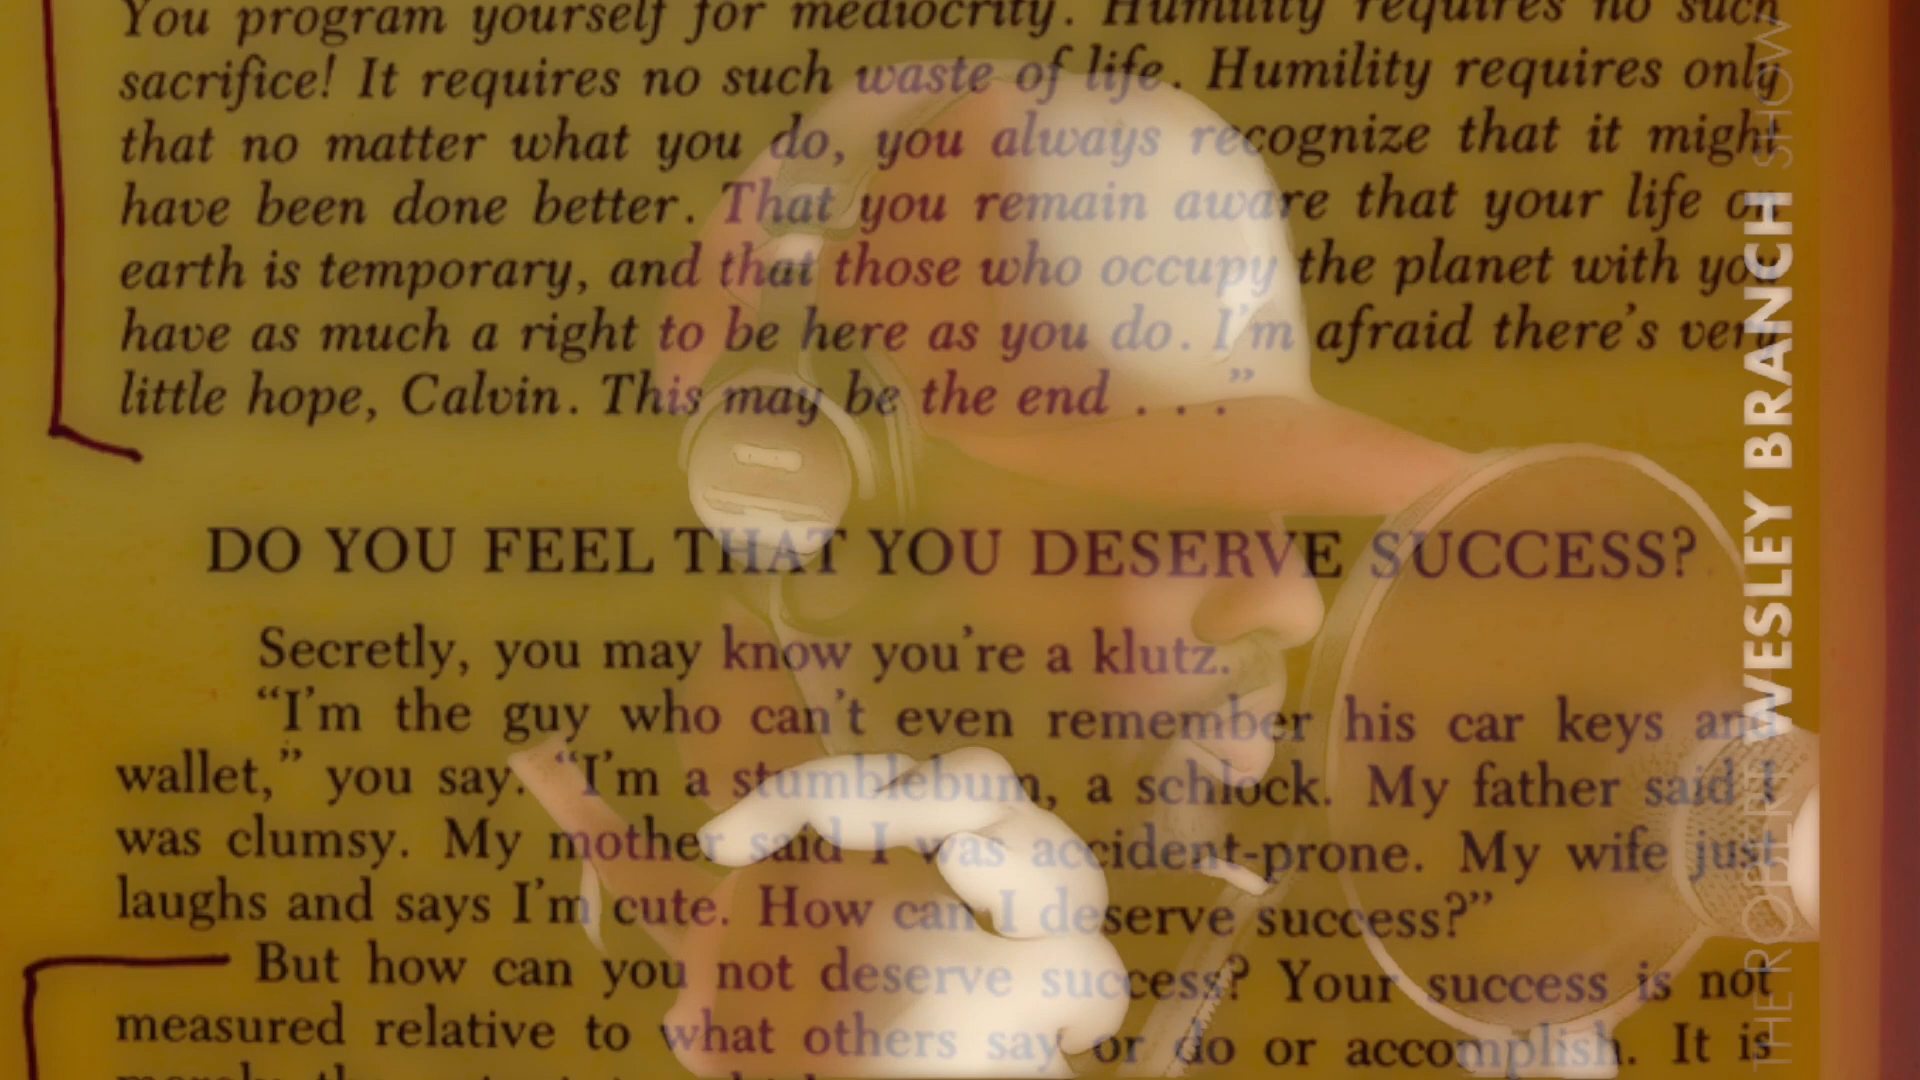 You program yourself for mediocrity. Humility requires no such
sacrifice! It requires no such waste of life. Humility requires only
that no matter what you do, you always recognize that it might
have been done better. That you remain aware that your life on
earth is temporary, and that those who occupy the planet with you
have as much a right to be here as you do. I'm afraid there's very
little hope, Calvin. This may be the end . . ."
DO YOU FEEL THAT YOU DESERVE SUCCESS?
Secretly, you may know you're a klutz.
"I'm the guy who can't even remember his car keys and
wallet," you say. "I'm a stumblebum, a schlock. My father said I
was clumsy. My mother said I was accident-prone. My wife just
laughs and says I'm cute. How can I deserve success?"
But how can you not deserve success? Your success is not
measured relative to what others say or do or accomplish. It is
THE ROBERT WESLEY BRANCH SHOW